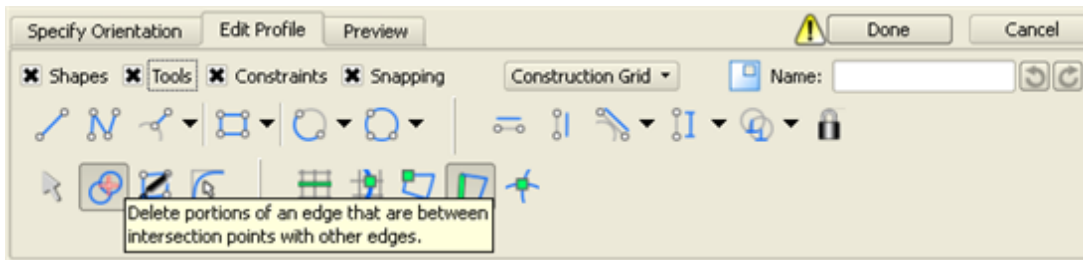 Specify Orientation Edit Profile Preview Done Cancel
Shapes Tools Constraints Snapping Construction Grid Name:
Delete portions of an edge that are between
intersection points with other edges.